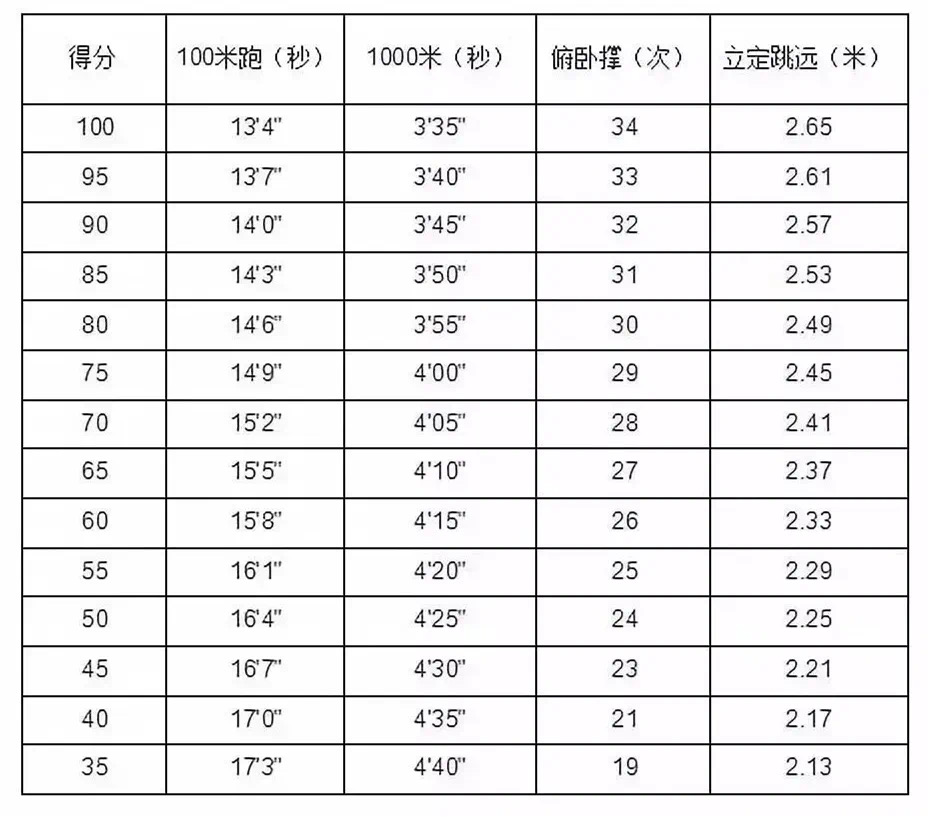 得分 100米跑（秒） 1000米（秒） 俯卧撑（次） 立定跳远（米）
100 13'4" 3'35" 34 2.65
95 13'7" 3'40" 33 2.61
90 14'0" 3'45" 32 2.57
85 14'3" 3'50" 31 2.53
80 14'6" 3'55" 30 2.49
75 14'9" 4'00" 29 2.45
70 15'2" 4'05" 28 2.41
65 15'5" 4'10" 27 2.37
60 15'8" 4'15" 26 2.33
55 16'1" 4'20" 25 2.29
50 16'4" 4'25" 24 2.25
45 16'7" 4'30" 23 2.21
40 17'0" 4'35" 21 2.17
35 17'3" 4'40" 19 2.13